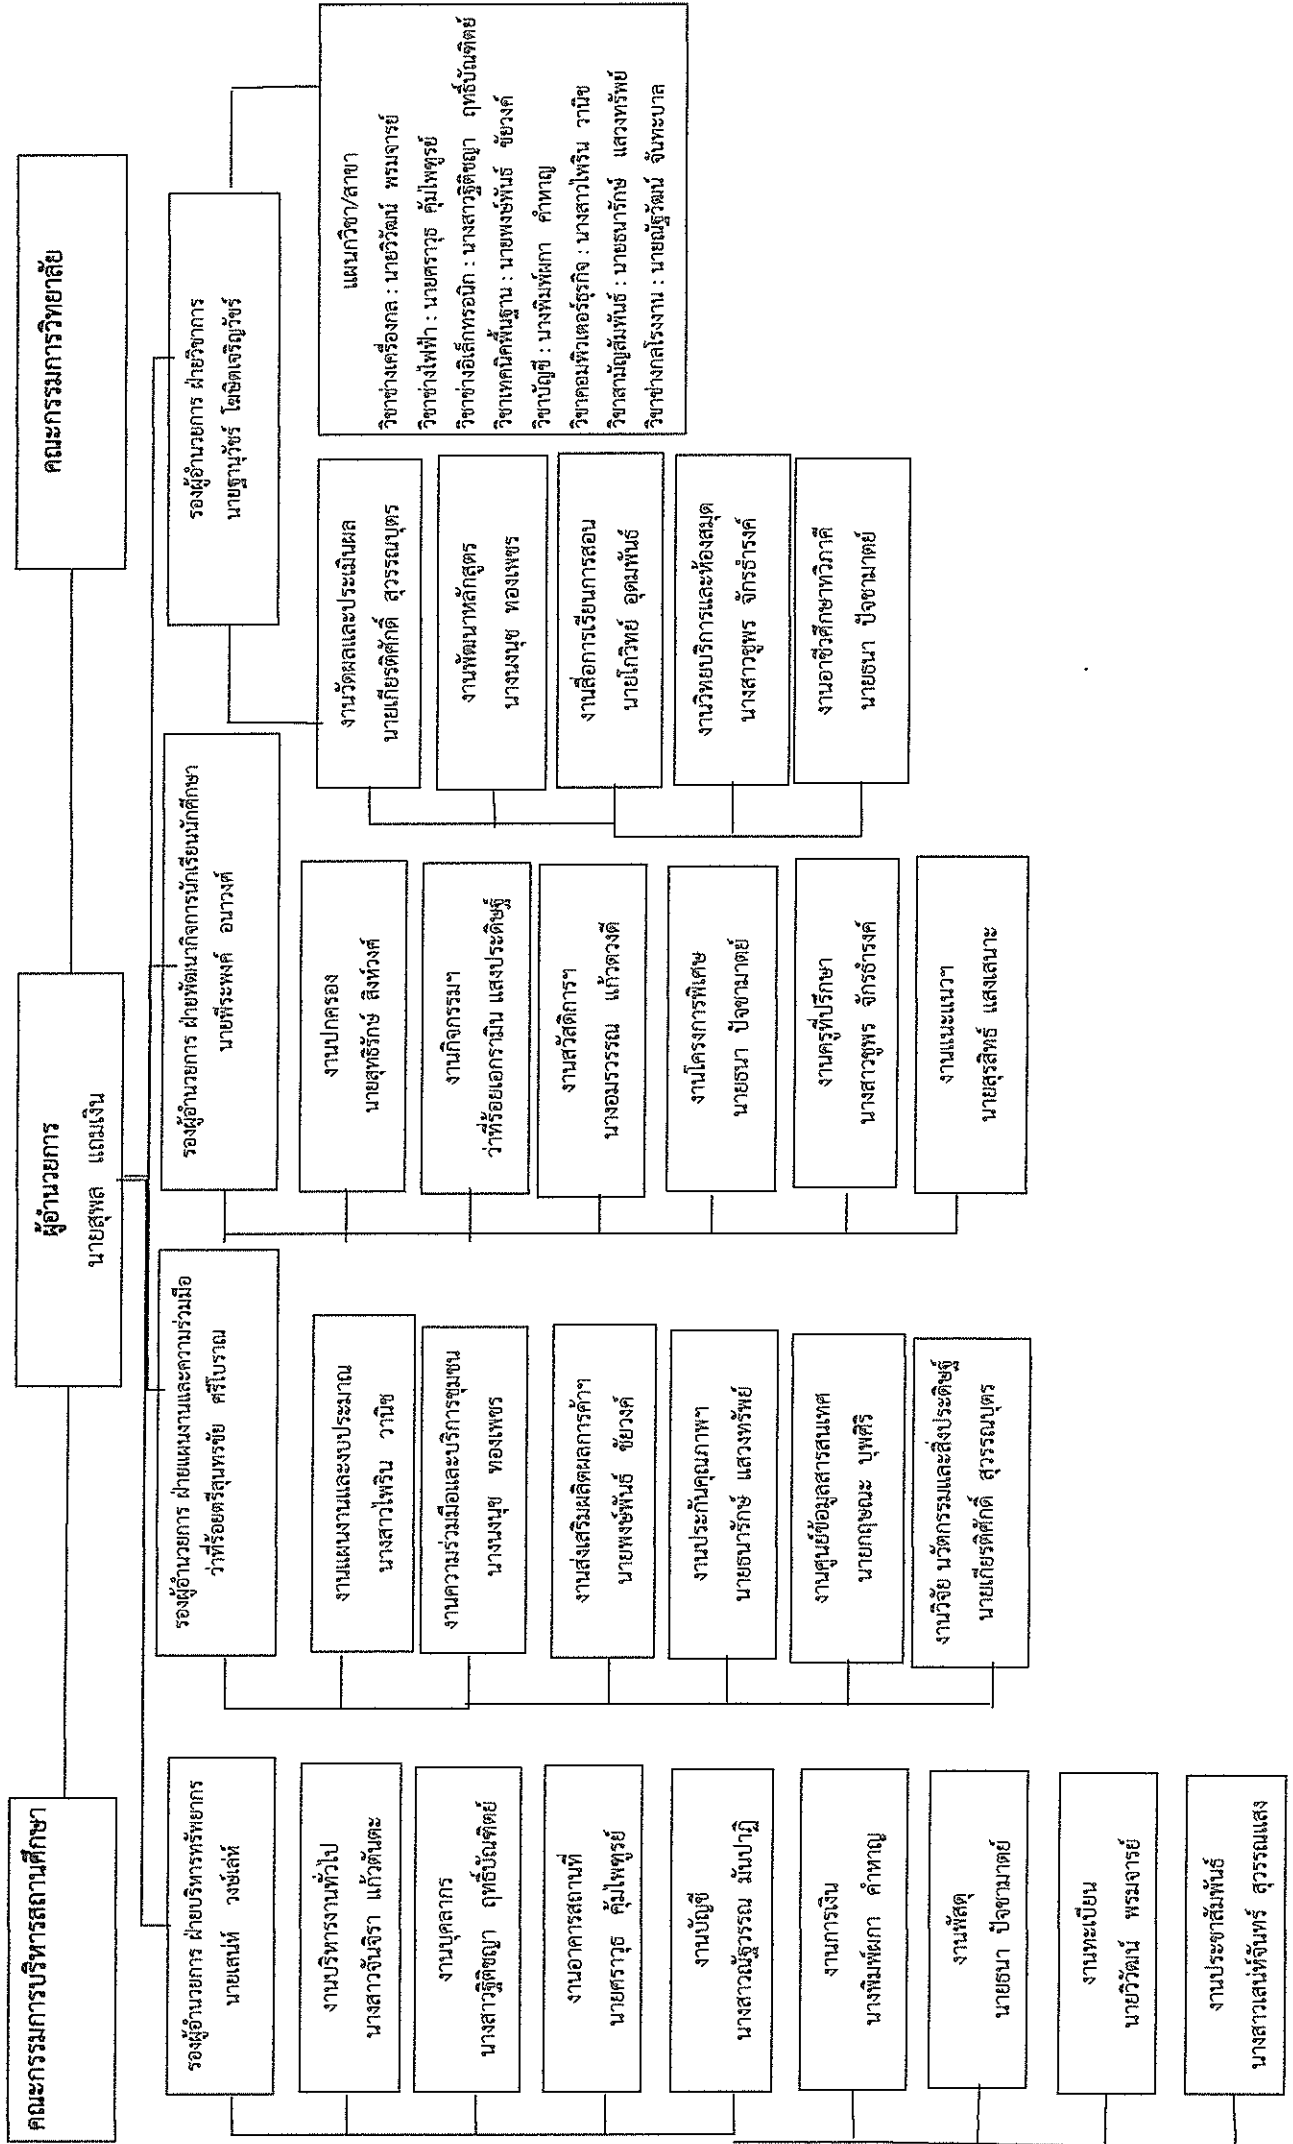 คณะกรรมการบริหารสถานศึกษา
ผู้อำนวยการ
นายสุพล แถมเงิน
คณะกรรมการวิทยาลัย
รองผู้อำนวยการ ฝ่ายบริหารทรัพยากร
นายเสน่ห์ วงษ์เล่ห์
งานบริหารงานทั่วไป
นางสาวจันจิรา แก้วตันตะ
งานบุคลากร
นางสาวฐิติชญา ฤทธิ์บัณฑิตย์
งานอาคารสถานที่
นายศราวุธ คุ้มไพฑูรย์
งานบัญชี
นางสาวณัฐวรรณ มันปาฏิ
งานการเงิน
นางพิมพ์ผกา คำหาญ
งานพัสดุ
นายธนา ปัจชามาตย์
งานทะเบียน
นายวิวัฒน์ พรมจารย์
งานประชาสัมพันธ์
นางสาวเสน่ห์จันทร์ สุวรรณแสง
รองผู้อำนวยการ ฝ่ายแผนงานและความร่วมมือ
ว่าที่ร้อยตรีสุนทรชัย ศรีโบราณ
งานแผนงานและงบประมาณ
นางสาวไพริน วานิช
งานความร่วมมือและบริการชุมชน
นางนงนุช ทองเพชร
งานส่งเสริมผลิตผลการค้าฯ
นายพงษ์พันธ์ ชัยวงค์
งานประกันคุณภาพฯ
นายธนารักษ์ แสวงทรัพย์
งานศูนย์ข้อมูลสารสนเทศ
นายกฤษณะ บุพศิริ
งานวิจัย นวัตกรรมและสิ่งประดิษฐ์
นายเกียรติศักดิ์ สุวรรณบุตร
รองผู้อำนวยการ ฝ่ายพัฒนากิจการนักเรียนนักศึกษา
นายพีระพงค์ อนาวงค์
งานปกครอง
นายสุทธิรักษ์ สิงห์วงค์
งานกิจกรรมฯ
ว่าที่ร้อยเอกรามิน แสงประดิษฐ์
งานสวัสดิการฯ
นางอมรวรรณ แก้วดวงดี
งานโครงการพิเศษ
นายธนา ปัจชามาตย์
งานครูที่ปรึกษา
นางสาวชูพร จักรธำรงค์
งานแนะแนวฯ
นายสุรสิทธ์ แสงเสนาะ
รองผู้อำนวยการ ฝ่ายวิชาการ
นายฐานุวัชร์ โฆษิตเจริญวัชร์
งานวัดผลและประเมินผล
นายเกียรติศักดิ์ สุวรรณบุตร
งานพัฒนาหลักสูตร
นางนงนุช ทองเพชร
งานสื่อการเรียนการสอน
นายโกวิทย์ อุดมพันธ์
งานวิทยบริการและห้องสมุด
นางสาวชูพร จักรธำรงค์
งานอาชีวศึกษาทวิภาคี
นายธนา ปัจชามาตย์
แผนกวิชา/สาขา
วิชาช่างเครื่องกล : นายวิวัฒน์ พรมจารย์
วิชาช่างไฟฟ้า : นายศราวุธ คุ้มไพฑูรย์
วิชาช่างอิเล็กทรอนิก : นางสาวฐิติชญา ฤทธิ์บัณฑิตย์
วิชาเทคนิคพื้นฐาน : นายพงษ์พันธ์ ชัยวงค์
วิชาบัญชี : นางพิมพ์ผกา คำหาญ
วิชาคอมพิวเตอร์ธุรกิจ : นางสาวไพริน วานิช
วิชาสามัญสัมพันธ์ : นายธนารักษ์ แสวงทรัพย์
วิชาช่างกลโรงงาน : นายณัฐวัฒน์ จันทะบาล